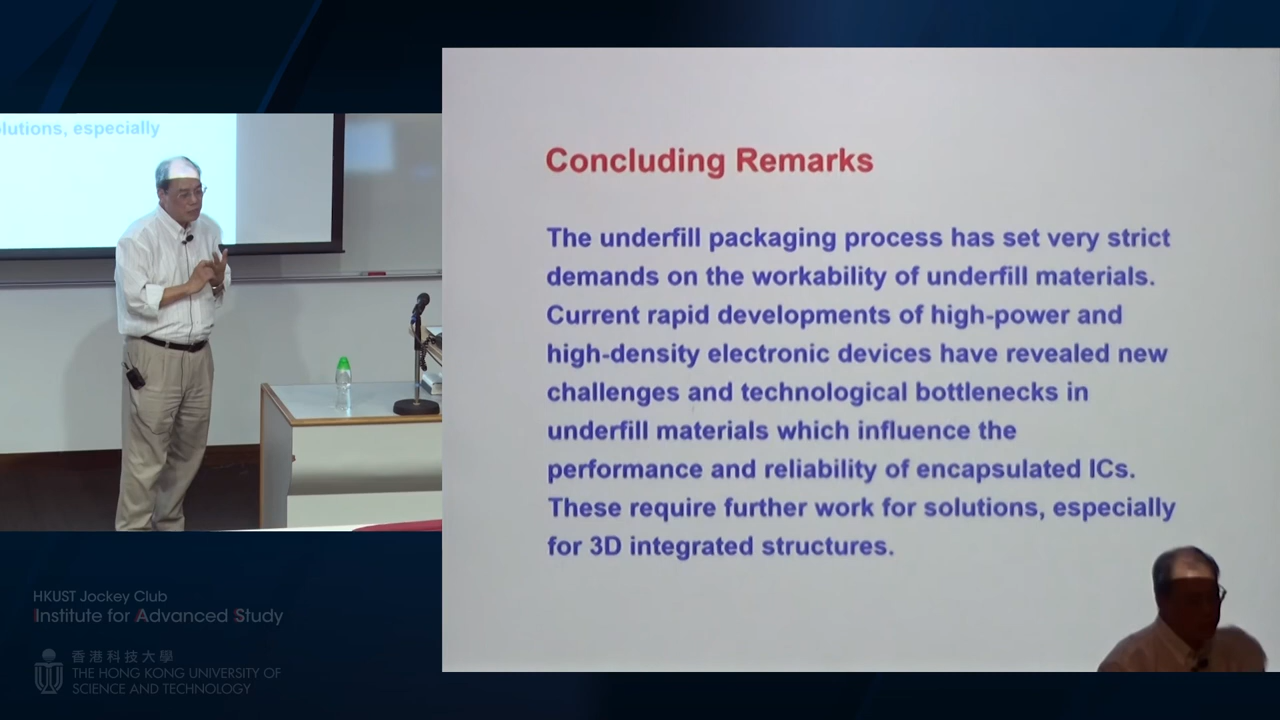 olutions, especially
Concluding Remarks
The underfill packaging process has set very strict
demands on the workability of underfill materials.
Current rapid developments of high-power and
high-density electronic devices have revealed new
challenges and technological bottlenecks in
underfill materials which influence the
performance and reliability of encapsulated ICs.
These require further work for solutions, especially
for 3D integrated structures.
HKUST Jockey Club
Institute for Advanced Study
香港科技大學
THE HONG KONG UNIVERSITY OF
SCIENCE AND TECHNOLOGY